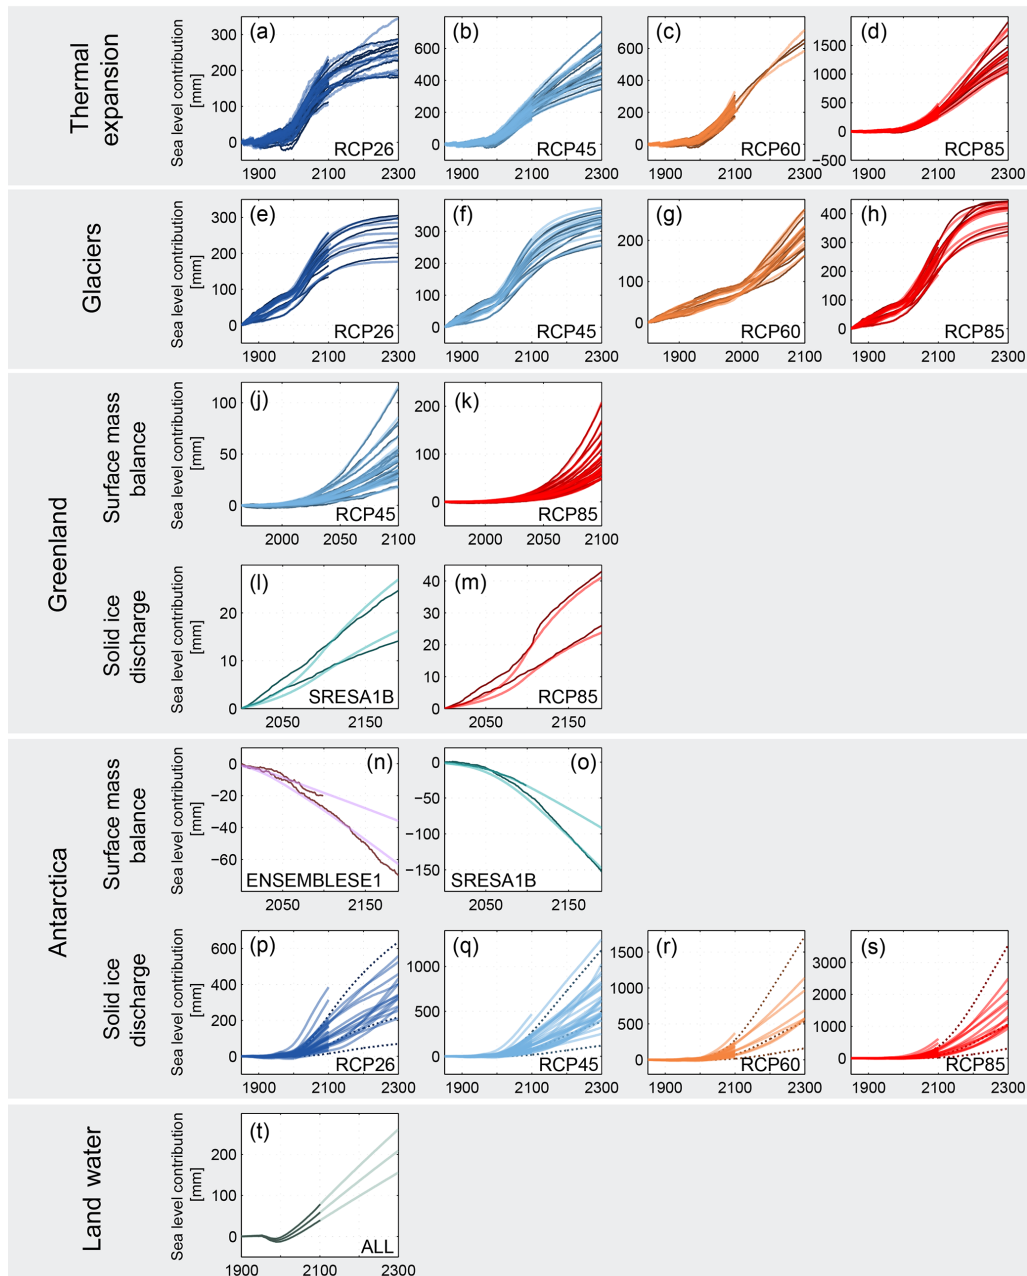 Thermal
expansion
Sea level contribution
[mm]
300
200
100
0
(a)
RCP26
1900
2100
2300
600
400
200
0
(b)
RCP45
1900
2100
2300
600
400
200
0
(c)
RCP60
1900
2100
2300
1500
1000
500
0
−500
(d)
RCP85
1900
2100
2300
Glaciers
Sea level contribution
[mm]
300
200
100
0
(e)
RCP26
1900
2100
2300
300
200
100
0
(f)
RCP45
1900
2100
2300
200
100
0
(g)
RCP60
1900
2000
2100
400
300
200
100
0
(h)
RCP85
1900
2100
2300
Greenland
Surface mass
balance
Sea level contribution
[mm]
100
50
0
(j)
RCP45
2000
2050
2100
200
100
0
(k)
RCP85
2000
2050
2100
Solid ice
discharge
Sea level contribution
[mm]
20
10
0
(l)
SRESA1B
2050
2150
40
30
20
10
0
(m)
RCP85
2050
2150
Antarctica
Surface mass
balance
Sea level contribution
[mm]
0
−20
−40
−60
(n)
ENSEMBLESE1
2050
2150
0
−50
−100
−150
(o)
SRESA1B
2050
2150
Solid ice
discharge
Sea level contribution
[mm]
600
400
200
0
(p)
RCP26
1900
2100
2300
1000
500
0
(q)
RCP45
1900
2100
2300
1500
1000
500
0
(r)
RCP60
1900
2100
2300
3000
2000
1000
0
(s)
RCP85
1900
2100
2300
Land water
Sea level contribution
[mm]
200
100
0
(t)
ALL
1900
2000
2100
2200
2300